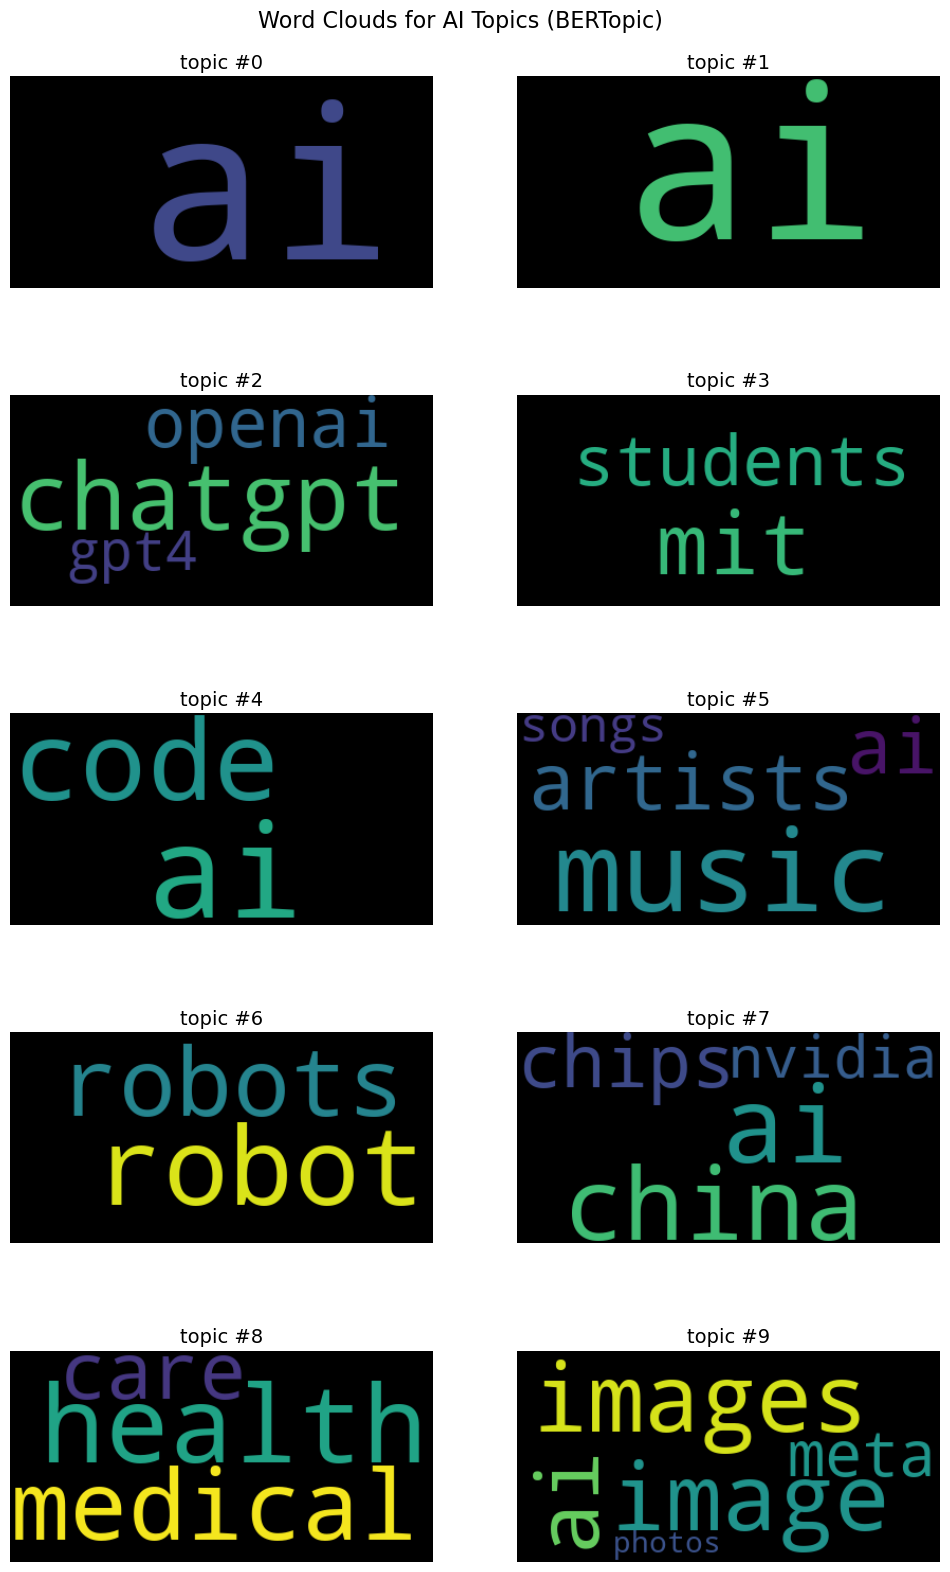 Word Clouds for AI Topics (BERTopic)
topic #0
ai
topic #1
ai
topic #2
openai
chatgpt
gpt4
topic #3
students
mit
topic #4
code
ai
topic #5
songs
ai
artists
music
topic #6
robots
robot
topic #7
chips
nvidia
ai
china
topic #8
care
health
medical
topic #9
images
meta
ai
image
photos